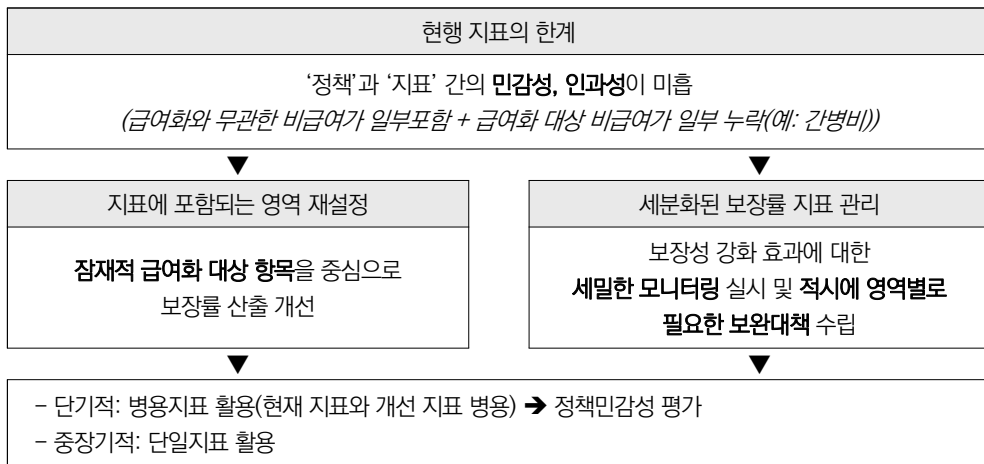 현행 지표의 한계
‘정책’과 ‘지표’ 간의 민감성, 인과성이 미흡
(급여화와 무관한 비급여가 일부포함 + 급여화 대상 비급여가 일부 누락(예: 간병비))
▼ ▼
지표에 포함되는 영역 재설정
잠재적 급여화 대상 항목을 중심으로
보장률 산출 개선
세분화된 보장률 지표 관리
보장성 강화 효과에 대한
세밀한 모니터링 실시 및 적시에 영역별로
필요한 보완대책 수립
▼ ▼
– 단기적: 병용지표 활용(현재 지표와 개선 지표 병용) ➔ 정책민감성 평가
– 중장기적: 단일지표 활용